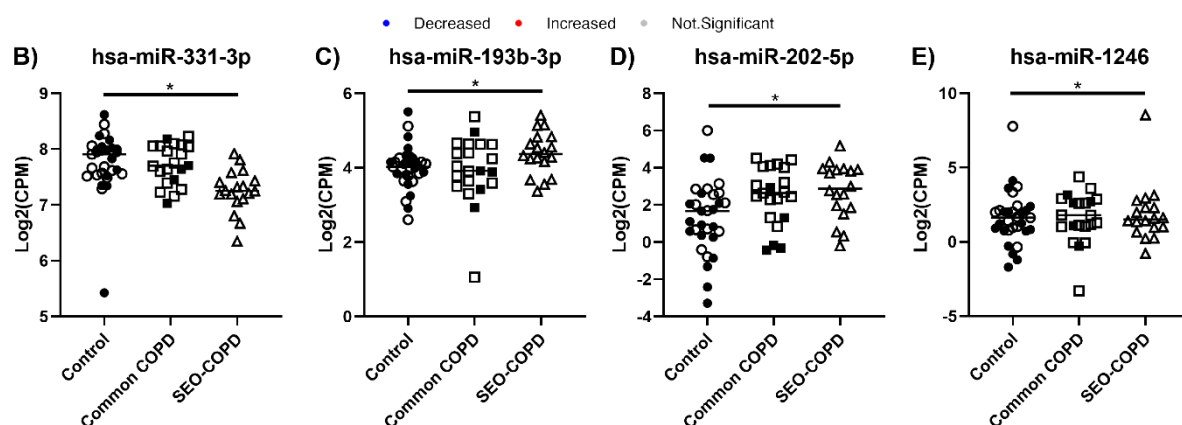 Decreased Increased Not.Significant
B) hsa-miR-331-3p
Log2(CPM)
9
8
7
6
5
Control
Common COPD
SEO-COPD
*
C) hsa-miR-193b-3p
Log2(CPM)
6
4
2
0
Control
Common COPD
SEO-COPD
*
D) hsa-miR-202-5p
Log2(CPM)
8
6
4
2
0
-2
-4
Control
Common COPD
SEO-COPD
*
E) hsa-miR-1246
Log2(CPM)
10
5
0
-5
Control
Common COPD
SEO-COPD
*